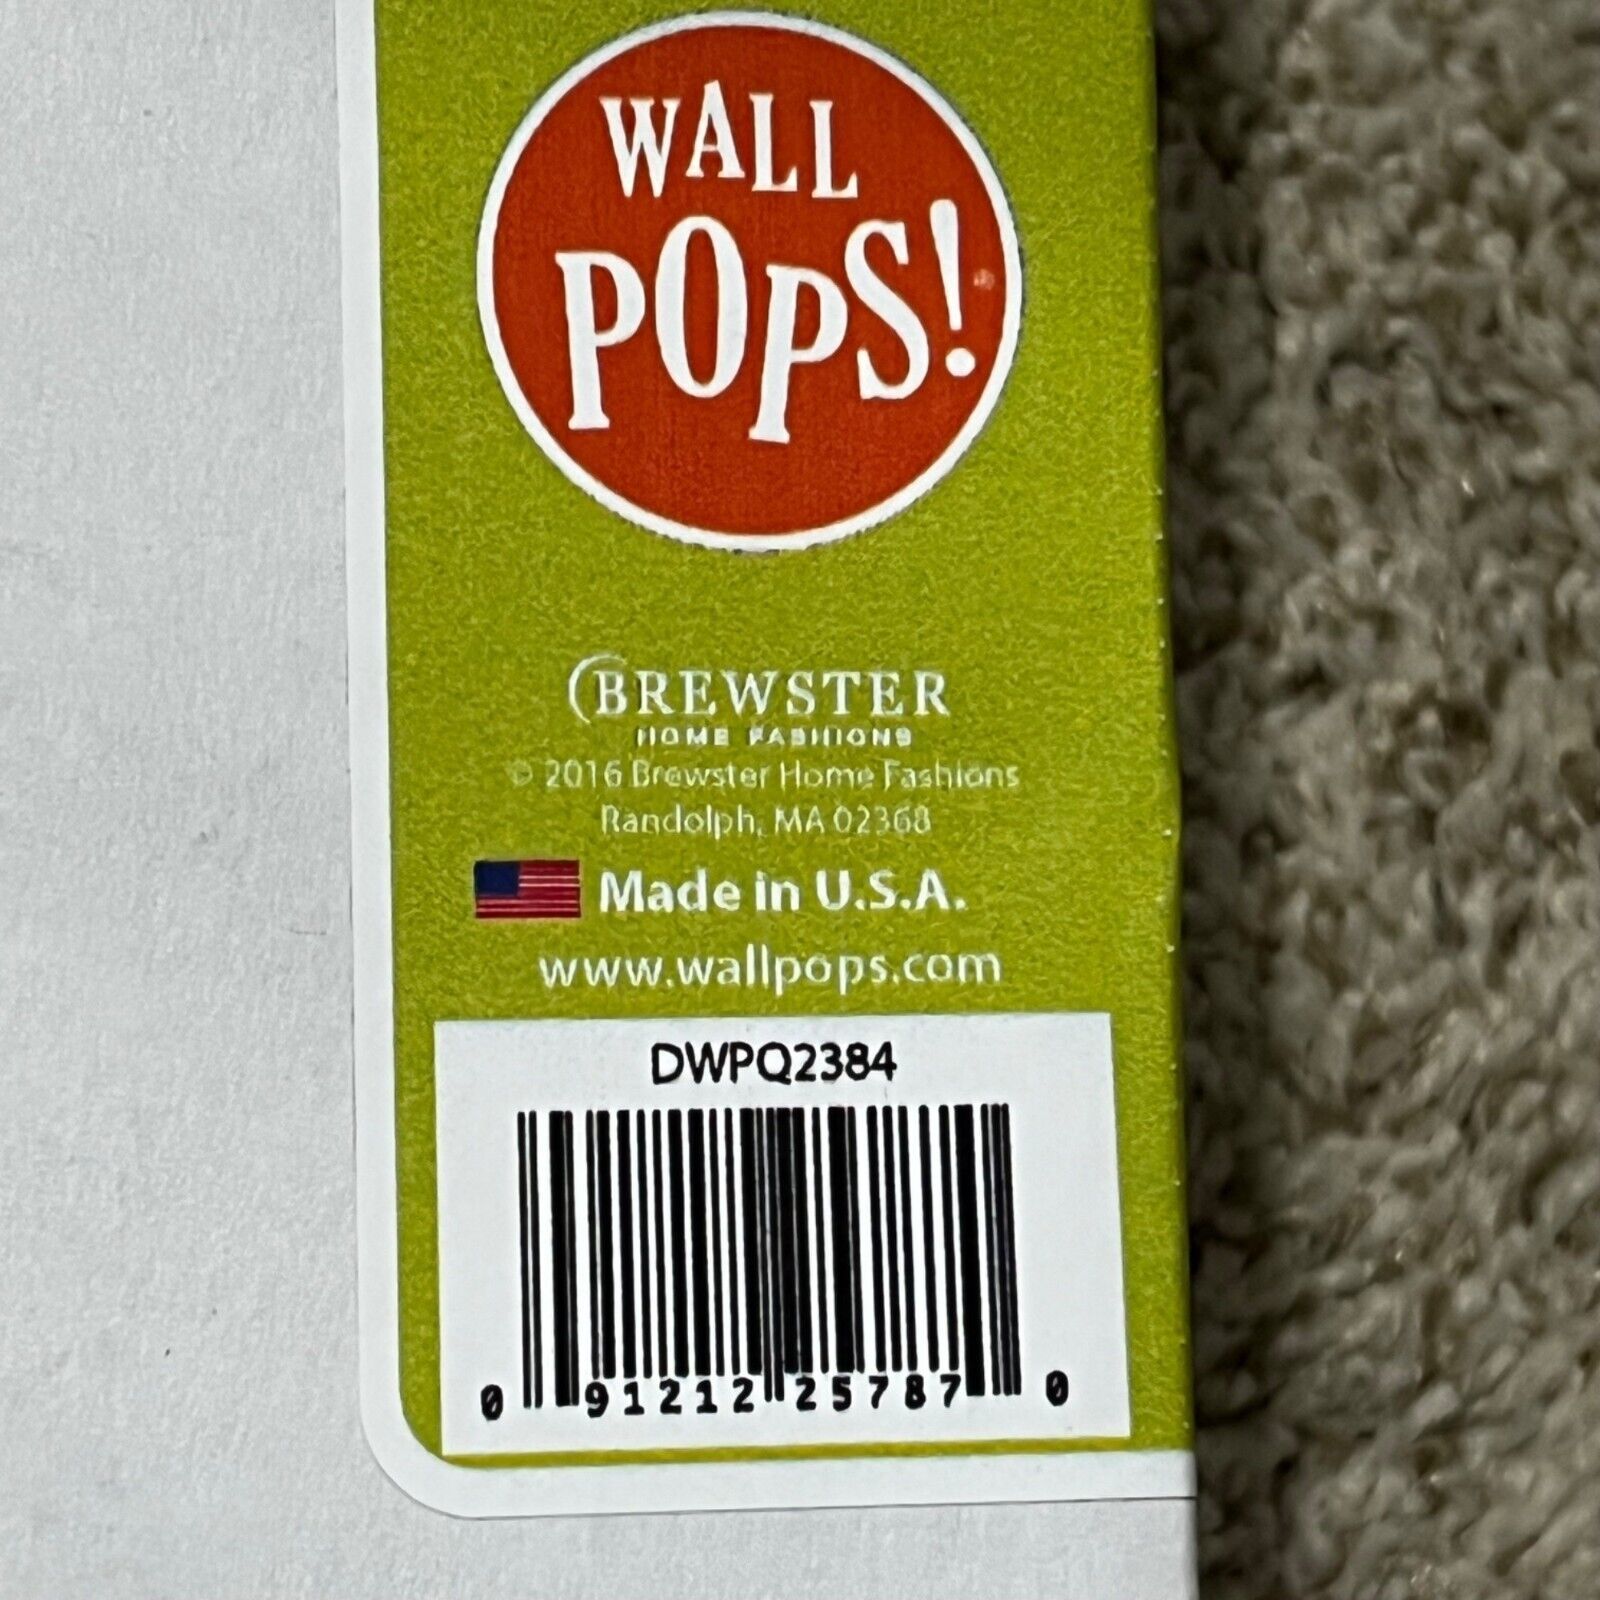 WALL
POPS!
BREWSTER
HOME FASHIONS
© 2016 Brewster Home Fashions
Randolph, MA 02368
Made in U.S.A.
www.wallpops.com
DWPQ2384
0 91212 25787 0